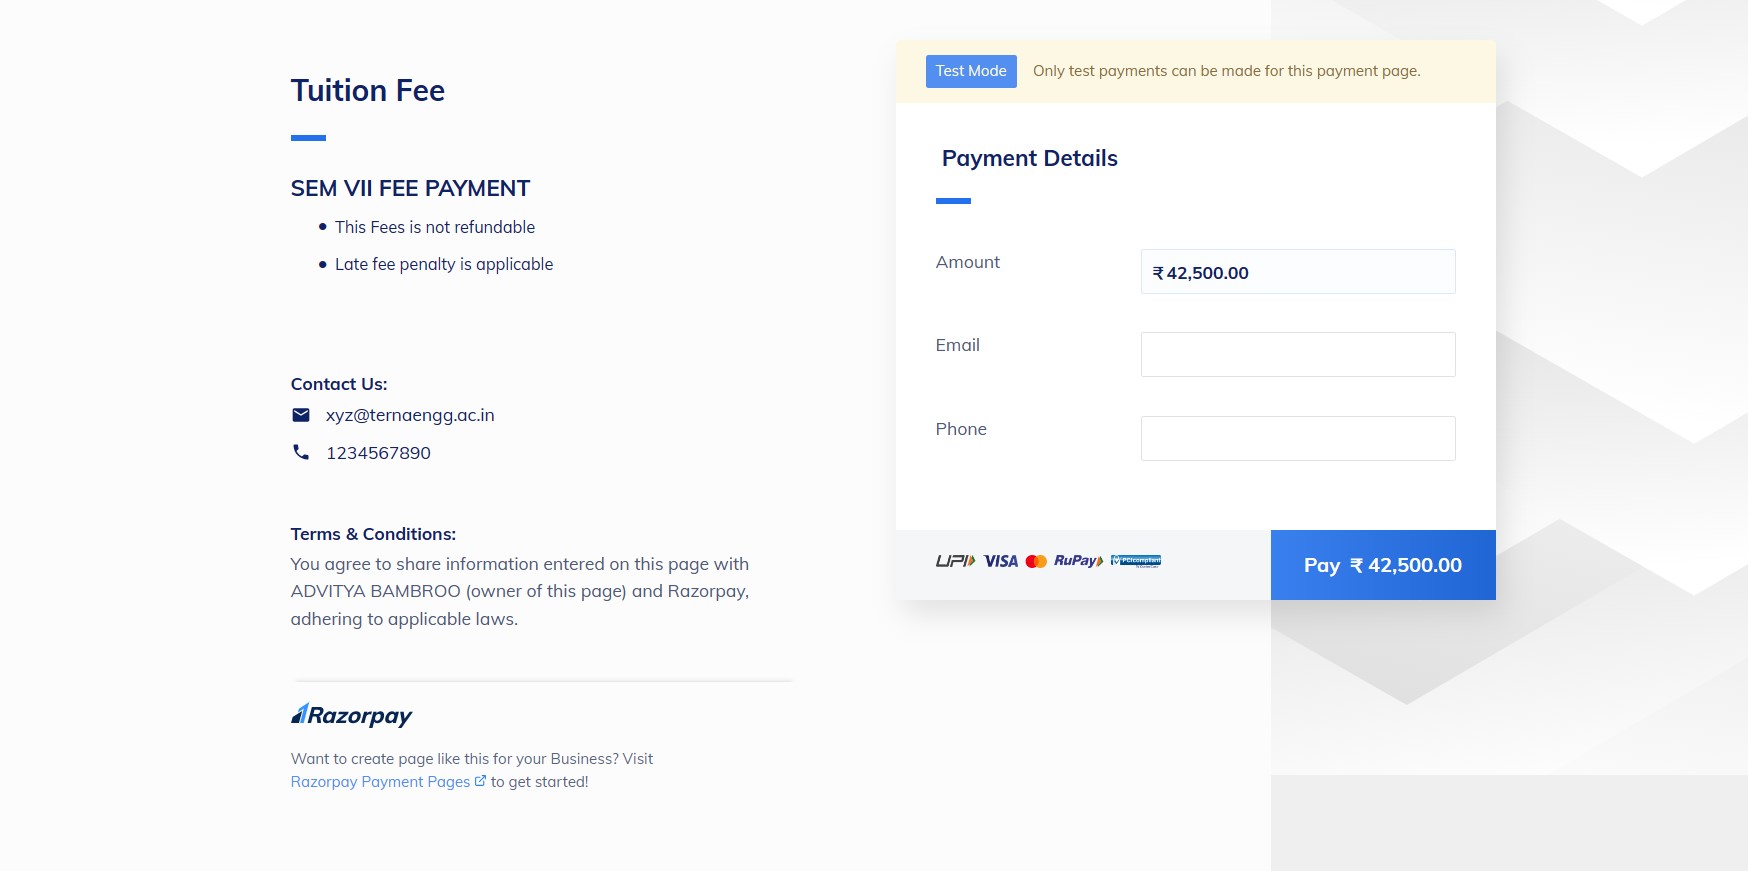 Tuition Fee
SEM VII FEE PAYMENT
This Fees is not refundable
Late fee penalty is applicable
Contact Us:
xyz@ternaengg.ac.in
1234567890
Terms & Conditions:
You agree to share information entered on this page with
ADVITYA BAMBROO (owner of this page) and Razorpay,
adhering to applicable laws.
Razorpay
Want to create page like this for your Business? Visit
Razorpay Payment Pages to get started!
Test Mode Only test payments can be made for this payment page.
Payment Details
Amount ₹ 42,500.00
Email
Phone
UPI VISA RuPay PCI compliant
Pay ₹ 42,500.00